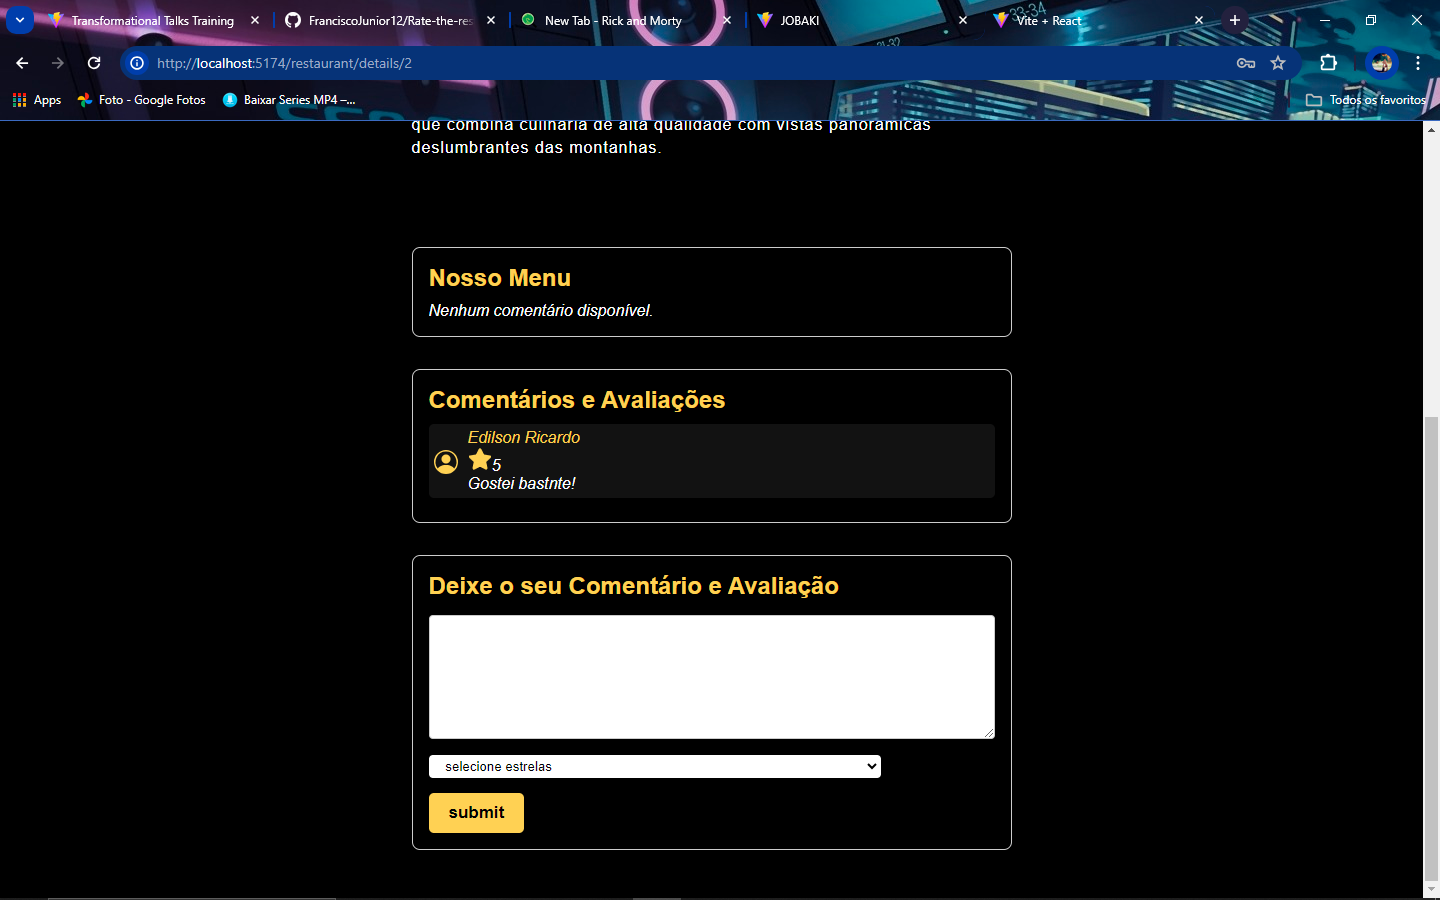 Transformational Talks Training
FranciscoJunior12/Rate-the-res
New Tab - Rick and Morty
JOBAKI
Vite + React
http://localhost:5174/restaurant/details/2
Apps
Foto - Google Fotos
Baixar Series MP4 –...
Todos os favoritos
que combina culinária de alta qualidade com vistas panorâmicas
deslumbrantes das montanhas.
Nosso Menu
Nenhum comentário disponível.
Comentários e Avaliações
Edilson Ricardo
5
Gostei bastnte!
Deixe o seu Comentário e Avaliação
selecione estrelas
submit